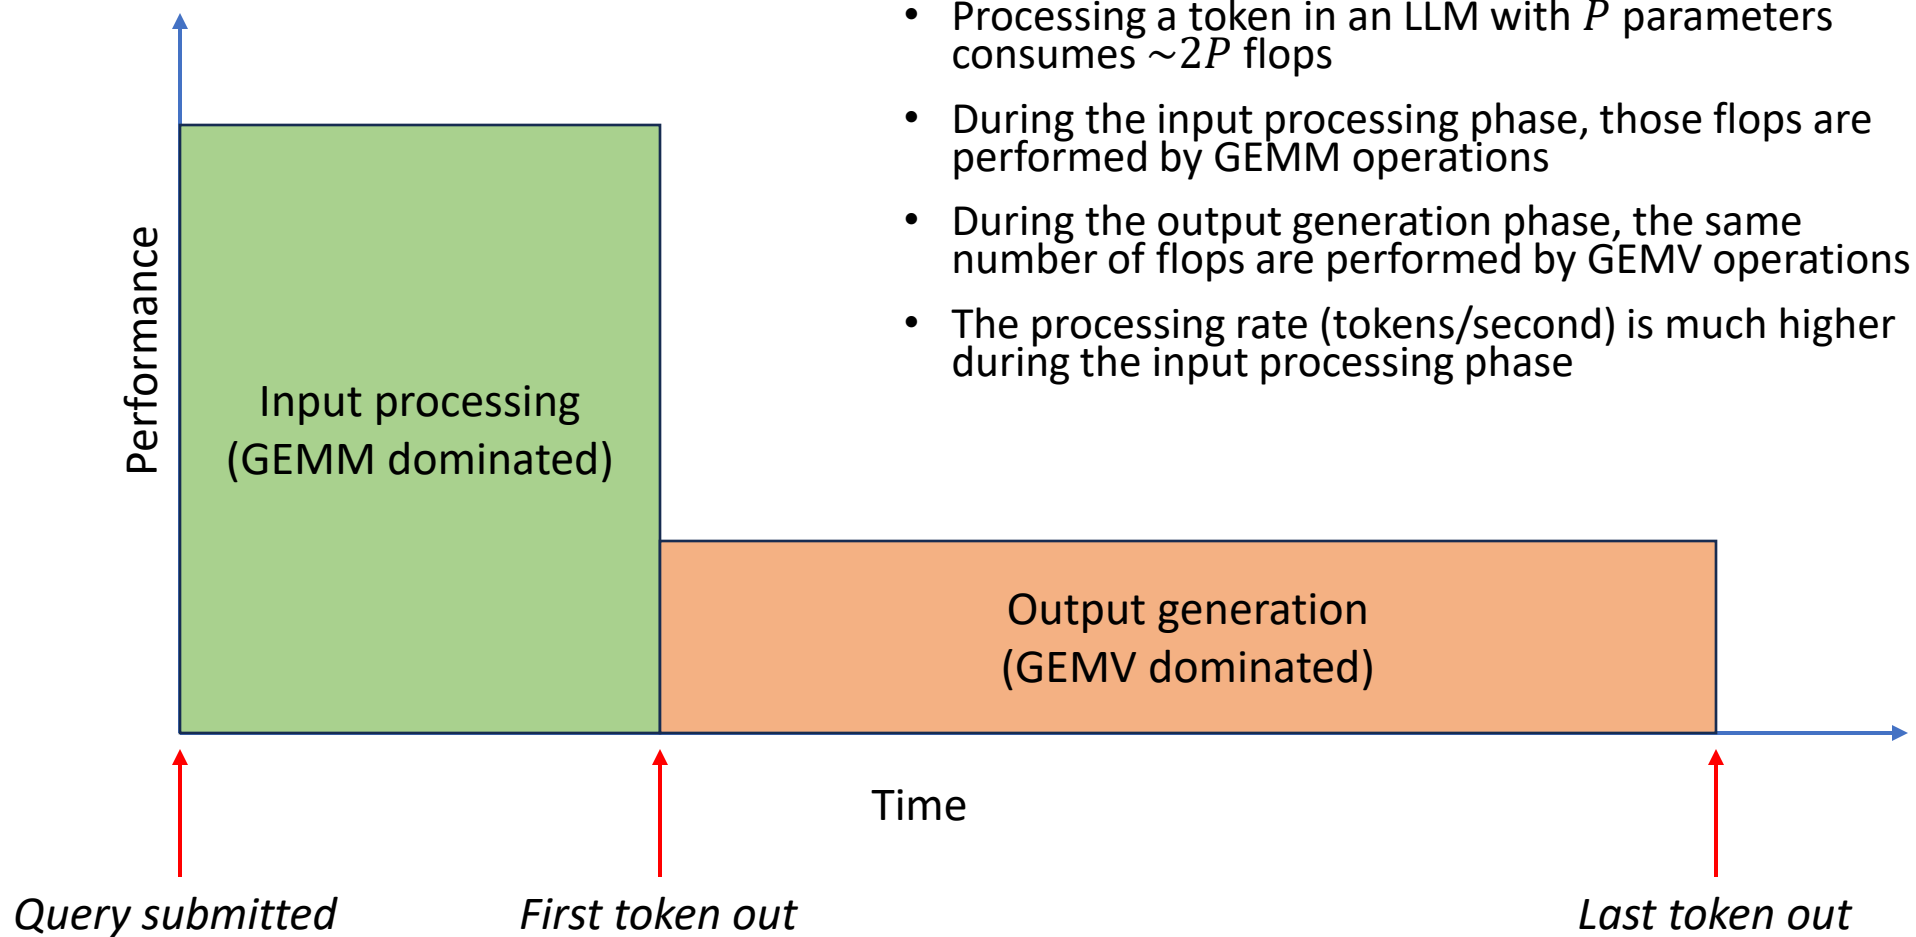 • Processing a token in an LLM with P parameters
consumes ~2P flops
• During the input processing phase, those flops are
performed by GEMM operations
• During the output generation phase, the same
number of flops are performed by GEMV operations
• The processing rate (tokens/second) is much higher
during the input processing phase
Performance
Input processing
(GEMM dominated)
Output generation
(GEMV dominated)
Time
Query submitted
First token out
Last token out